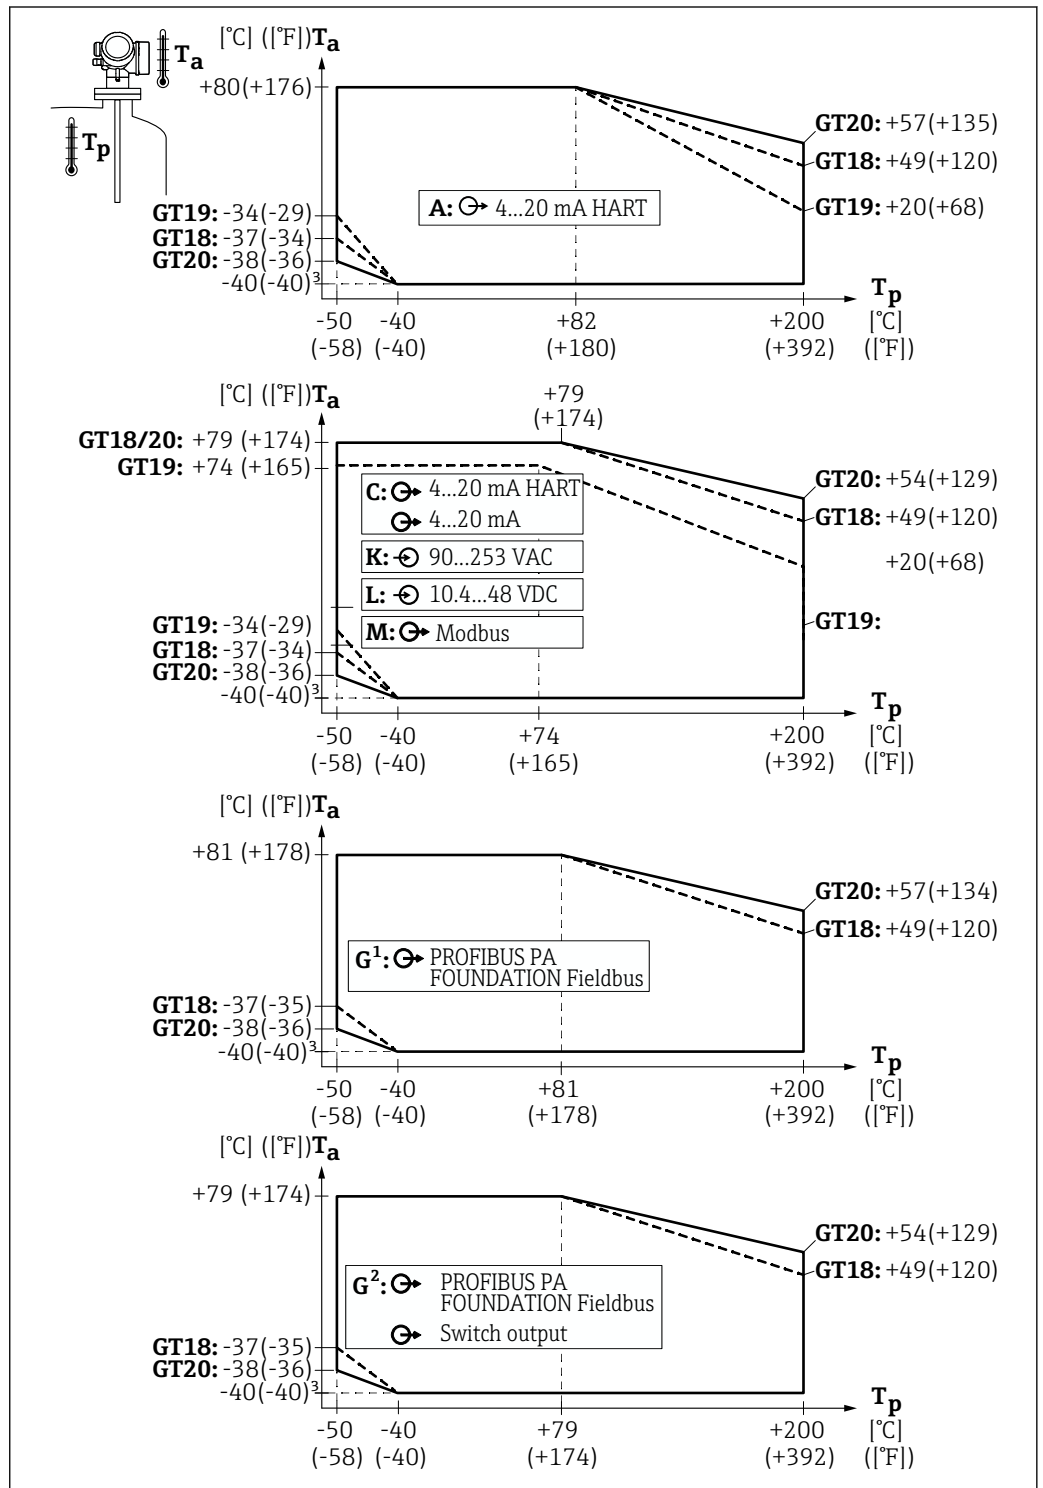 [°C] ([°F]) Ta
Ta
Tp
+80(+176)
GT20: +57(+135)
GT18: +49(+120)
GT19: +20(+68)
A: 4...20 mA HART
GT19: -34(-29)
GT18: -37(-34)
GT20: -38(-36)
-40(-40)³
Tp
-50 -40 +82 +200 [°C]
(-58) (-40) (+180) (+392) ([°F])
[°C] ([°F]) Ta
+79
(+174)
GT18/20: +79 (+174)
GT19: +74 (+165)
GT20: +54(+129)
GT18: +49(+120)
+20(+68)
GT19:
C: 4...20 mA HART
4...20 mA
K: 90...253 VAC
L: 10.4...48 VDC
M: Modbus
GT19: -34(-29)
GT18: -37(-34)
GT20: -38(-36)
-40(-40)³
Tp
-50 -40 +74 +200 [°C]
(-58) (-40) (+165) (+392) ([°F])
[°C] ([°F]) Ta
+81 (+178)
GT20: +57(+134)
GT18: +49(+120)
G¹: PROFIBUS PA
FOUNDATION Fieldbus
GT18: -37(-35)
GT20: -38(-36)
-40(-40)³
Tp
-50 -40 +81 +200 [°C]
(-58) (-40) (+178) (+392) ([°F])
[°C] ([°F]) Ta
+79 (+174)
GT20: +54(+129)
GT18: +49(+120)
G²: PROFIBUS PA
FOUNDATION Fieldbus
Switch output
GT18: -37(-35)
GT20: -38(-36)
-40(-40)³
Tp
-50 -40 +79 +200 [°C]
(-58) (-40) (+174) (+392) ([°F])